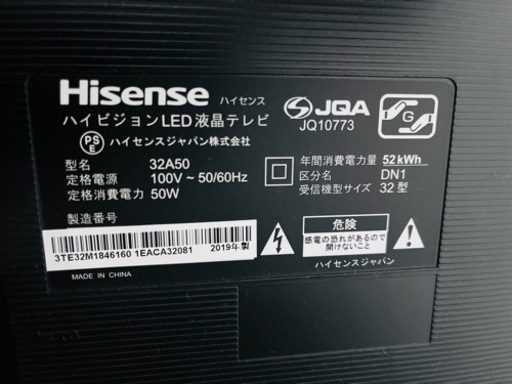 Hisense ハイセンス
ハイビジョンLED液晶テレビ
PSE ハイセンスジャパン株式会社
型名 32A50
定格電源 100V ~ 50/60Hz
定格消費電力 50W
製造番号
3TE32M1846160 1EACA32081 2019年製
MADE IN CHINA
JQA
JQ10773
G
年間消費電力量 52kWh
区分名 DN1
受信機型サイズ 32型
危険
感電の恐れがあるので
開けないこと
ハイセンスジャパン